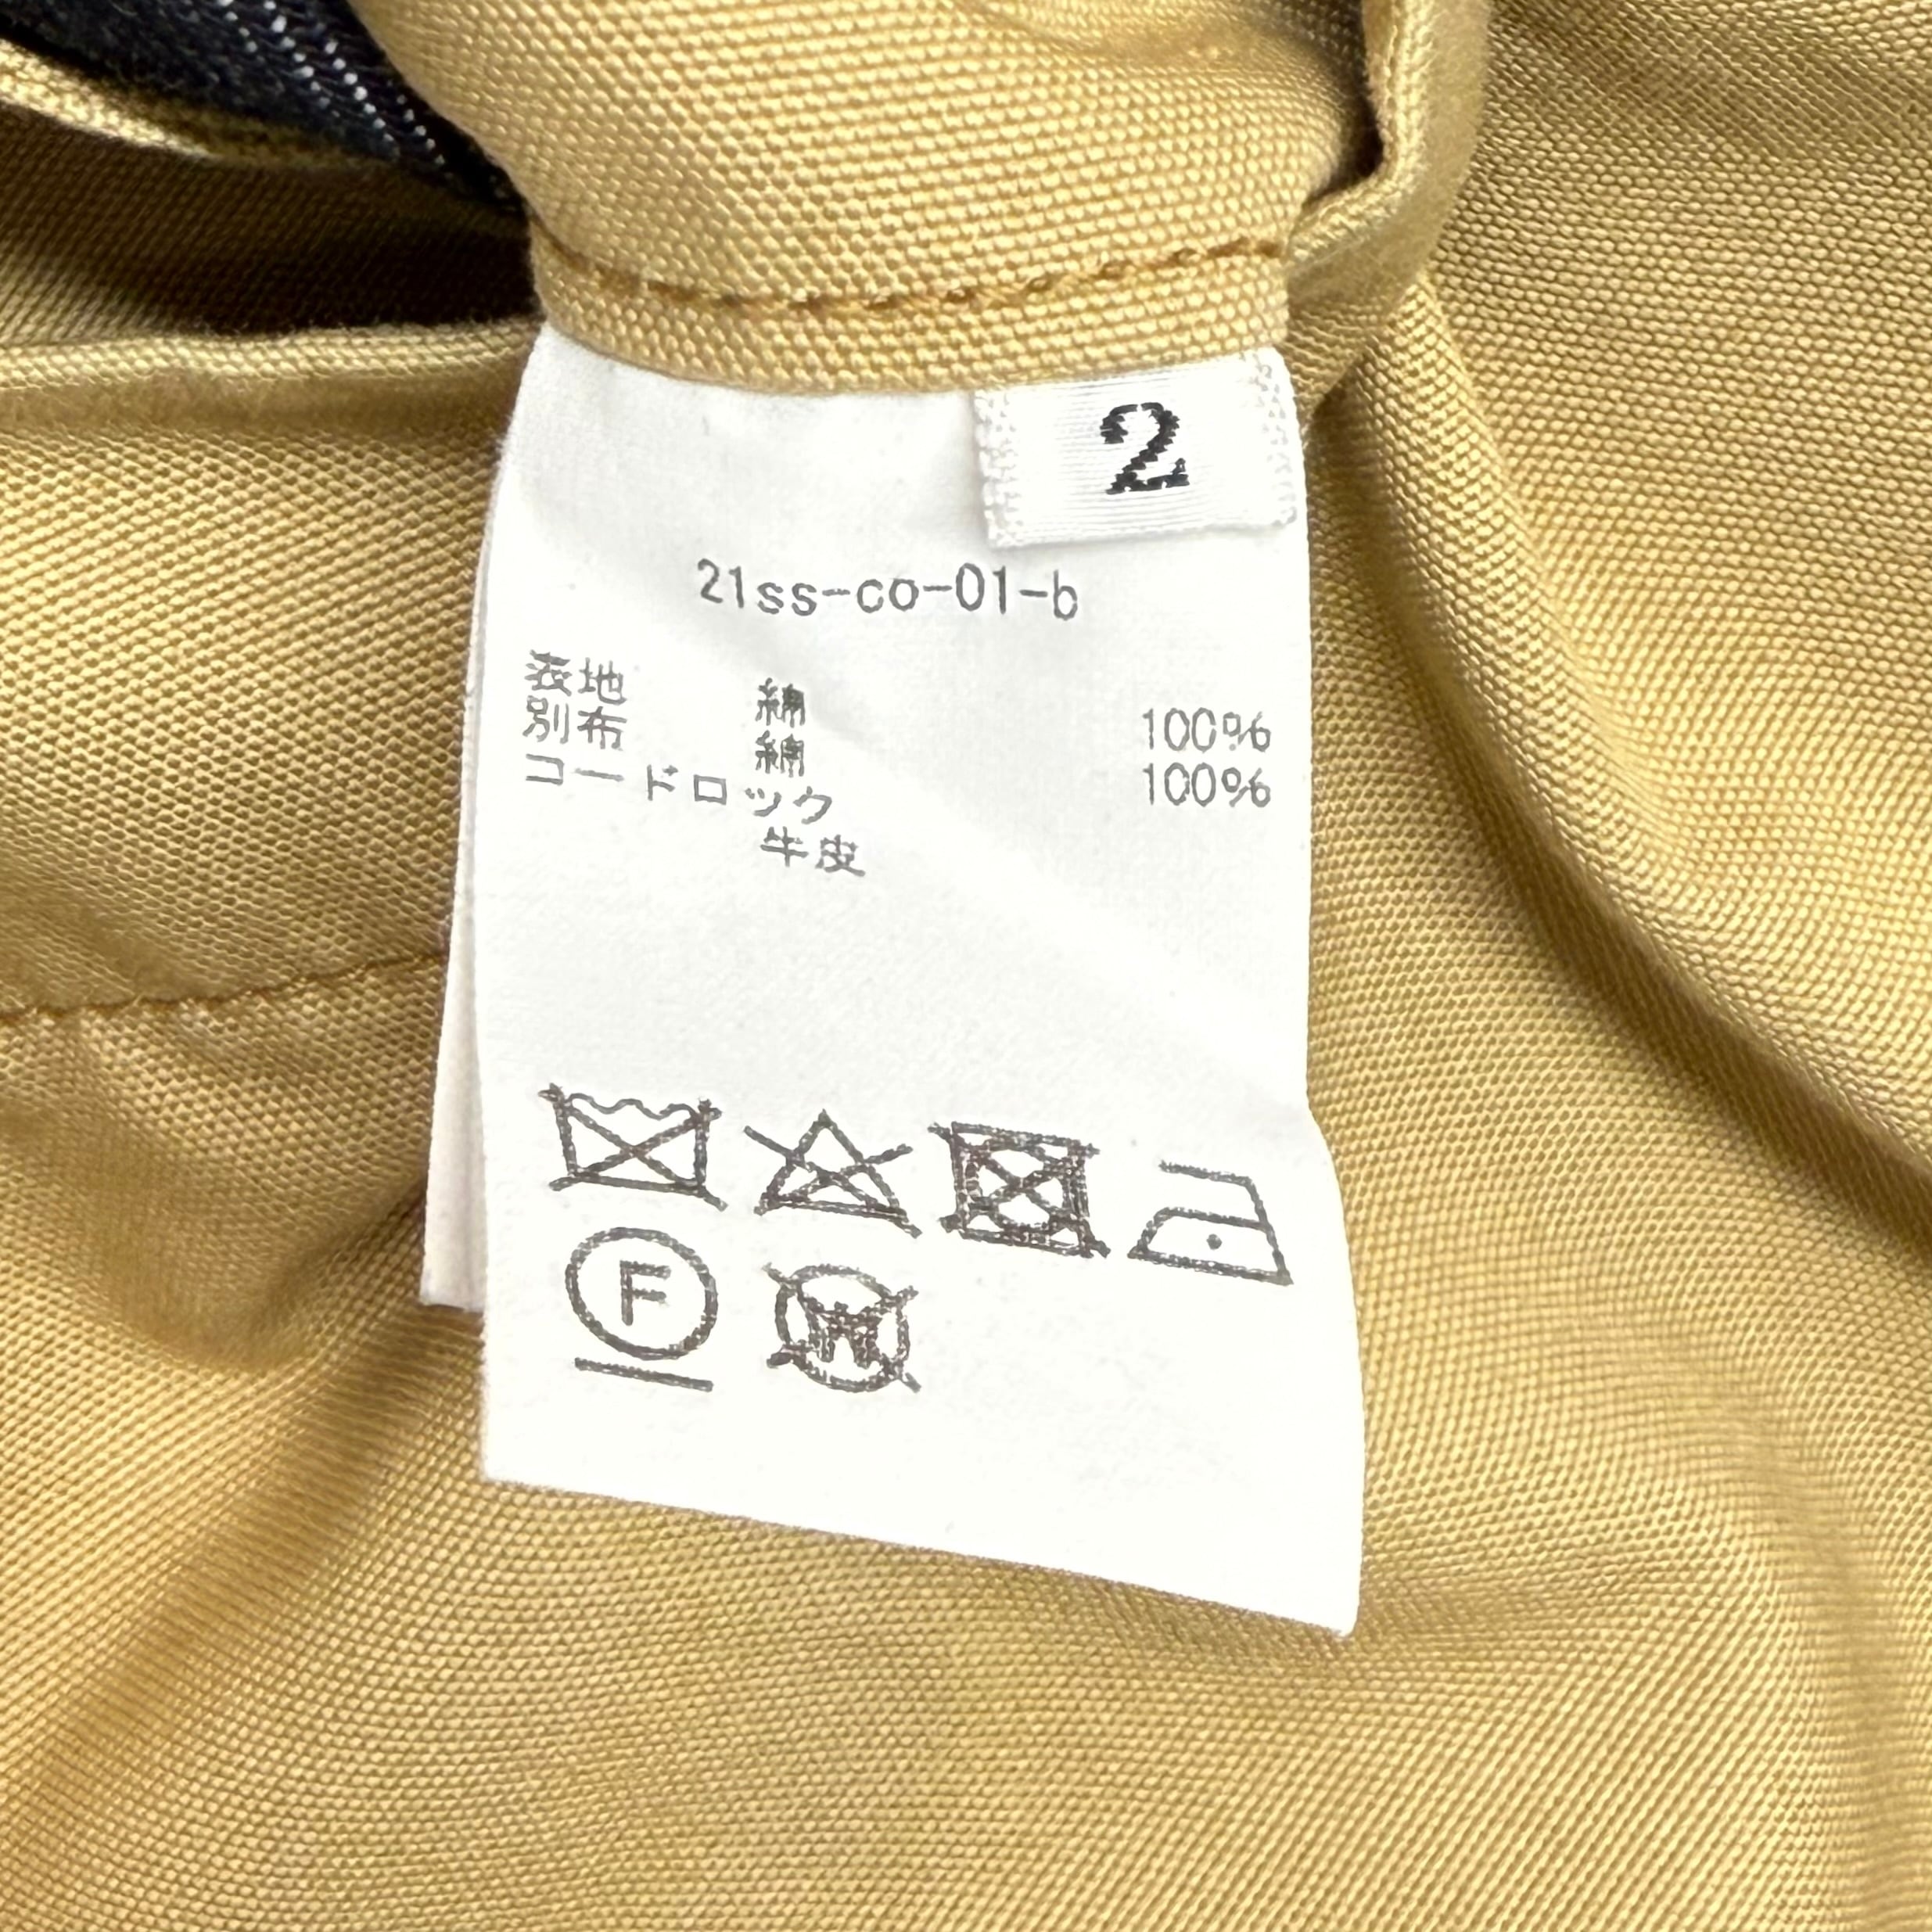 2
21ss-co-01-b
表地 綿 100%
別布 綿 100%
コードロック
牛皮
F
W